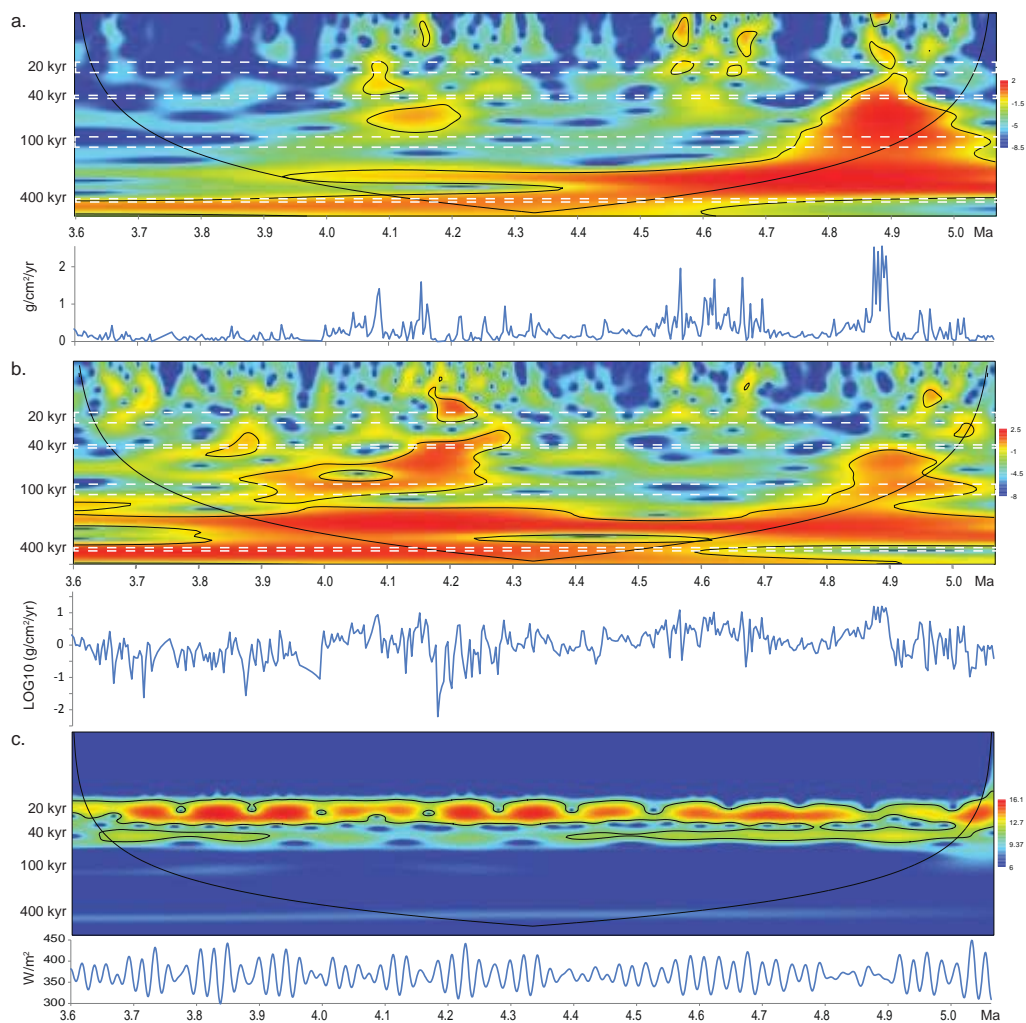 a.
20 kyr
40 kyr
100 kyr
400 kyr
2
-1.5
-8.5
3.6 3.7 3.8 3.9 4.0 4.1 4.2 4.3 4.4 4.5 4.6 4.7 4.8 4.9 5.0 Ma
g/cm²/yr
2
1
0
b.
20 kyr
40 kyr
100 kyr
400 kyr
2.5
-1
-4
-8
3.6 3.7 3.8 3.9 4.0 4.1 4.2 4.3 4.4 4.5 4.6 4.7 4.8 4.9 5.0
LOG10 (g/cm²/yr)
1
0
-1
-2
c.
20 kyr
40 kyr
100 kyr
400 kyr
16.1
12.7
9.37
6
450
400
350
300
W/m²
3.6 3.7 3.8 3.9 4.0 4.1 4.2 4.3 4.4 4.5 4.6 4.7 4.8 4.9 5.0 Ma